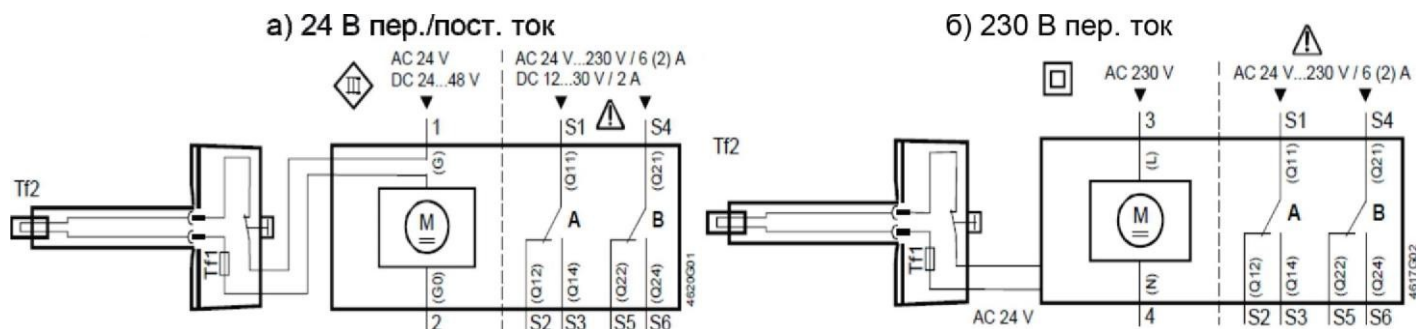 а) 24 В пер./пост. ток
AC 24 V
DC 24...48 V
AC 24 V...230 V / 6 (2) A
DC 12...30 V / 2 A
1
S1
S4
(G)
(Q11)
(Q21)
Tf2
M
A
B
Tf1
(G0)
(Q12)
(Q14)
(Q22)
(Q24)
4620G01
2
S2
S3
S5
S6
б) 230 В пер. ток
AC 230 V
AC 24 V...230 V / 6 (2) A
3
S1
S4
(L)
(Q11)
(Q21)
Tf2
M
A
B
Tf1
(N)
(Q12)
(Q14)
(Q22)
(Q24)
4617G02
AC 24 V
4
S2
S3
S5
S6